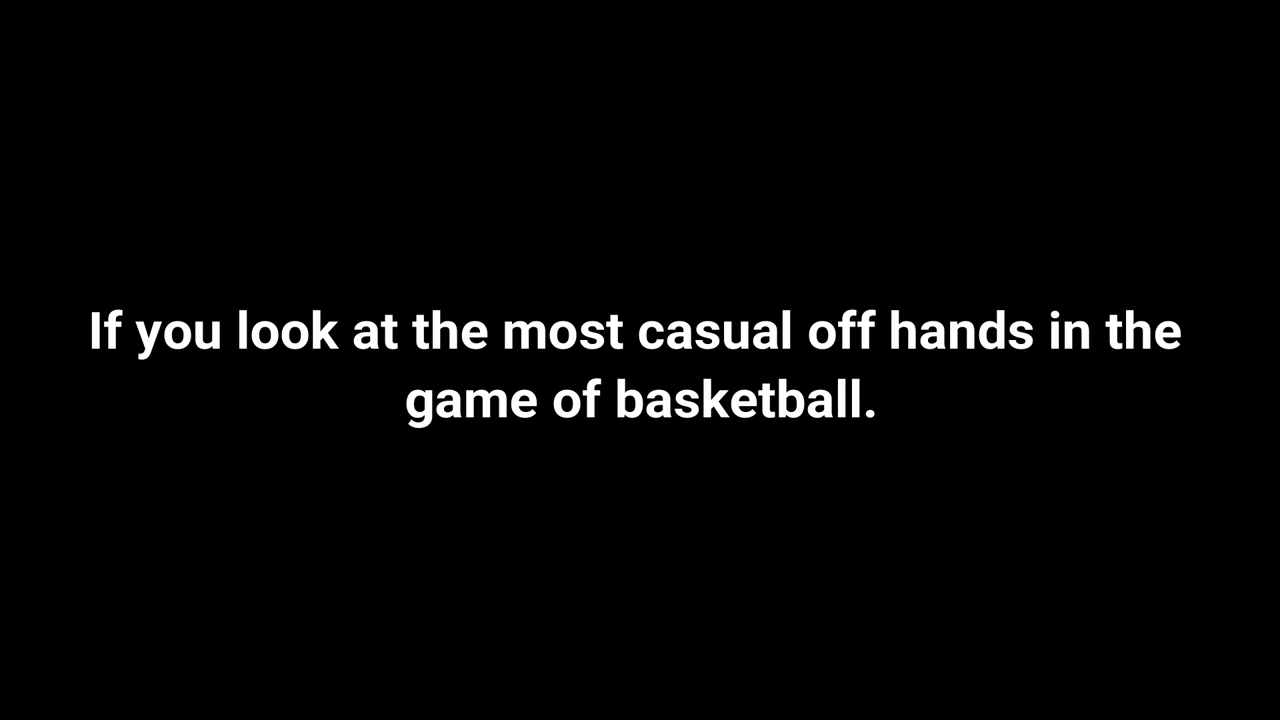 If you look at the most casual off hands in the
game of basketball.